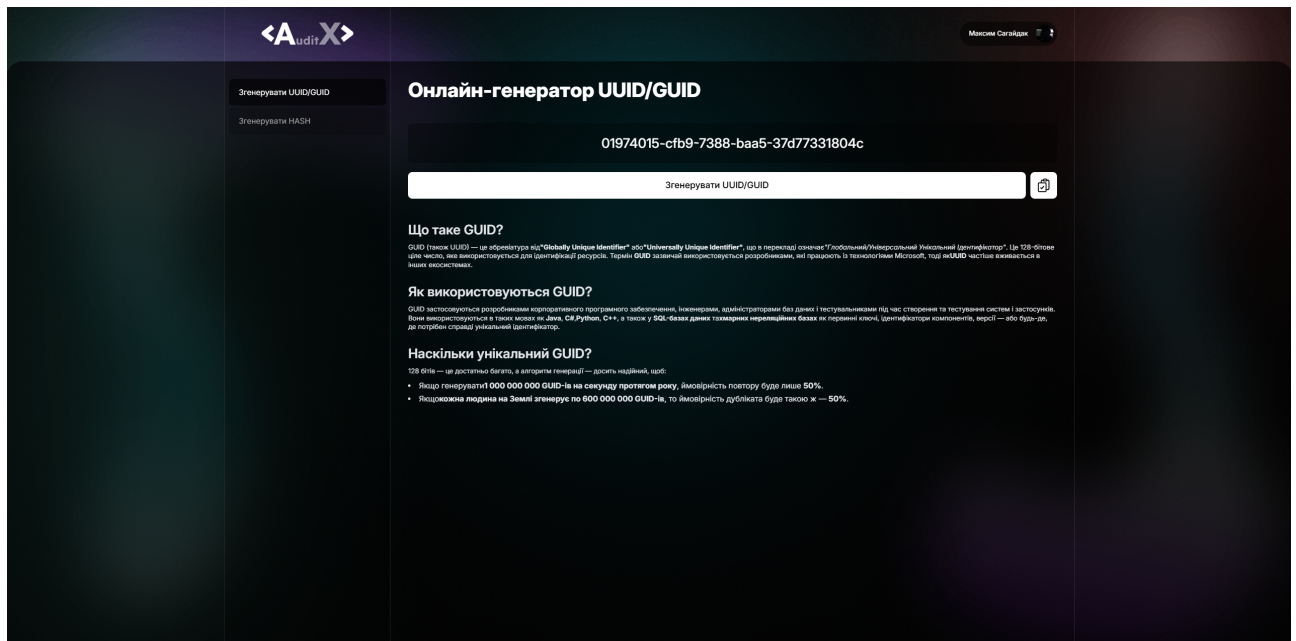 <AuditX>
Максим Сагайдак
Згенерувати UUID/GUID
Згенерувати HASH
Онлайн-генератор UUID/GUID
01974015-cfb9-7388-baa5-37d77331804c
Згенерувати UUID/GUID
Що таке GUID?
GUID (також UUID) — це абревіатура від"Globally Unique Identifier" або"Universally Unique Identifier", що в перекладі означає"Глобальний/Універсальний Унікальний Ідентифікатор". Це 128-бітове
ціле число, яке використовується для ідентифікації ресурсів. Термін GUID зазвичай використовується розробниками, які працюють із технологіями Microsoft, тоді якUUID частіше вживається в
інших екосистемах.
Як використовуються GUID?
GUID застосовуються розробниками корпоративного програмного забезпечення, інженерами, адміністраторами баз даних і тестувальниками під час створення та тестування систем і застосунків.
Вони використовуються в таких мовах як Java, C#,Python, C++, а також у SQL-базах даних тахмарних нереляційних базах як первинні ключі, ідентифікатори компонентів, версії — або будь-де,
де потрібен справді унікальний ідентифікатор.
Наскільки унікальний GUID?
128 бітів — це достатньо багато, а алгоритм генерації — досить надійний, щоб:
• Якщо генерувати1 000 000 000 GUID-ів на секунду протягом року, ймовірність повтору буде лише 50%.
• Якщокожна людина на Землі згенерує по 600 000 000 GUID-ів, то ймовірність дубліката буде такою ж — 50%.